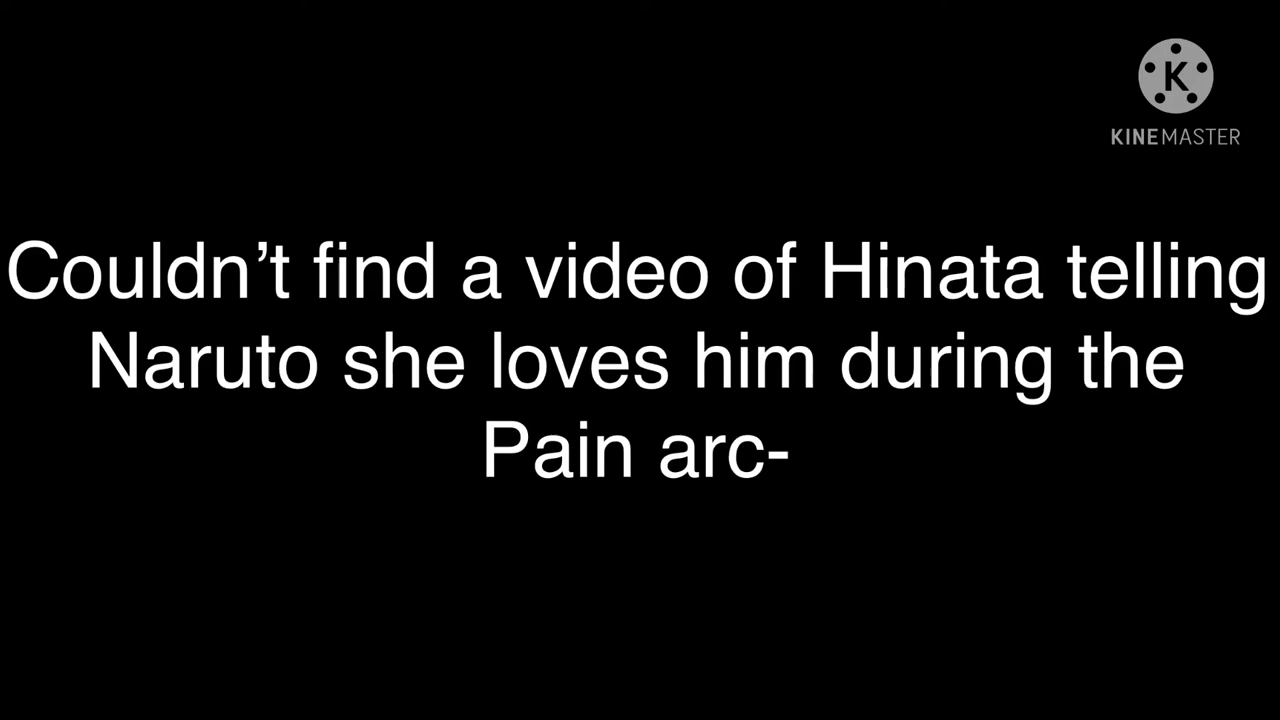 K
KINEMASTER
Couldn’t find a video of Hinata telling
Naruto she loves him during the
Pain arc-